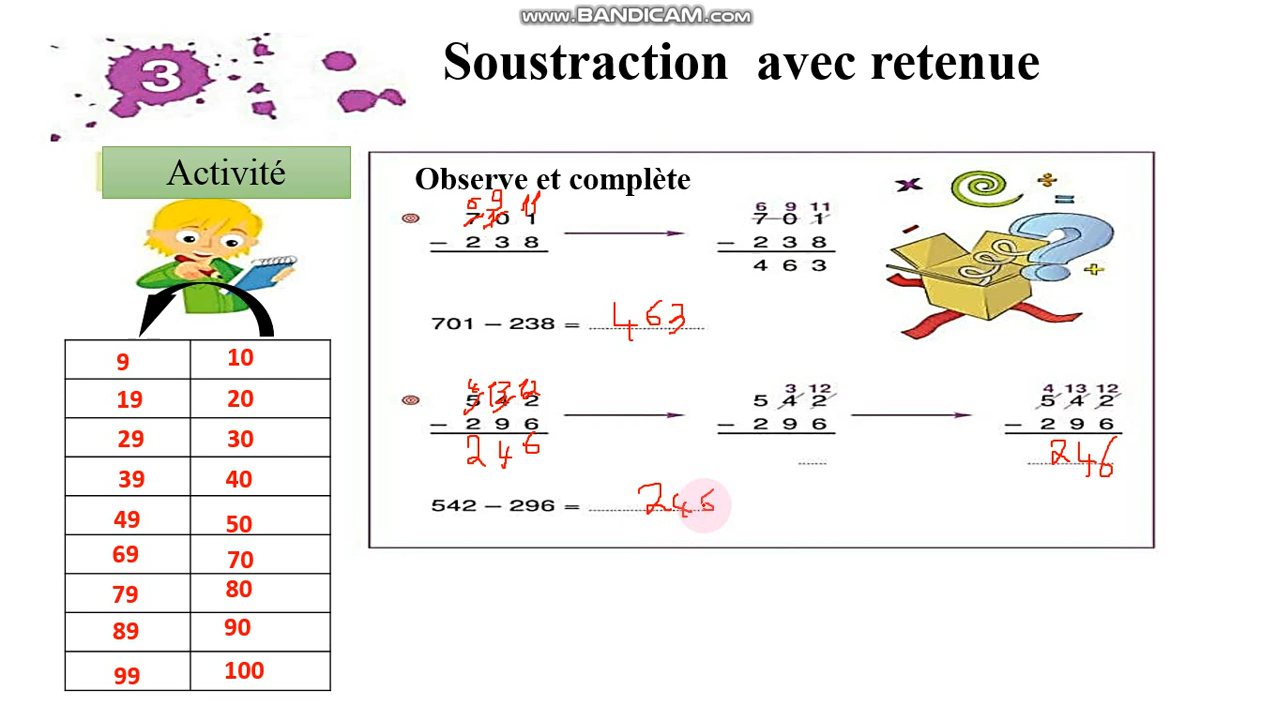 www.BANDICAM.com
3
Soustraction avec retenue
Activité
Observe et complète
6 9 11
7 10 0 1
− 2 3 8
6 9 11
7 0 1
− 2 3 8
4 6 3
701 − 238 = 463
4 13 12
5 4 2
− 2 9 6
2 4 6
3 12
5 4 2
− 2 9 6
......
4 13 12
5 4 2
− 2 9 6
2 4 6
542 − 296 = 246
9 10
19 20
29 30
39 40
49 50
69 70
79 80
89 90
99 100